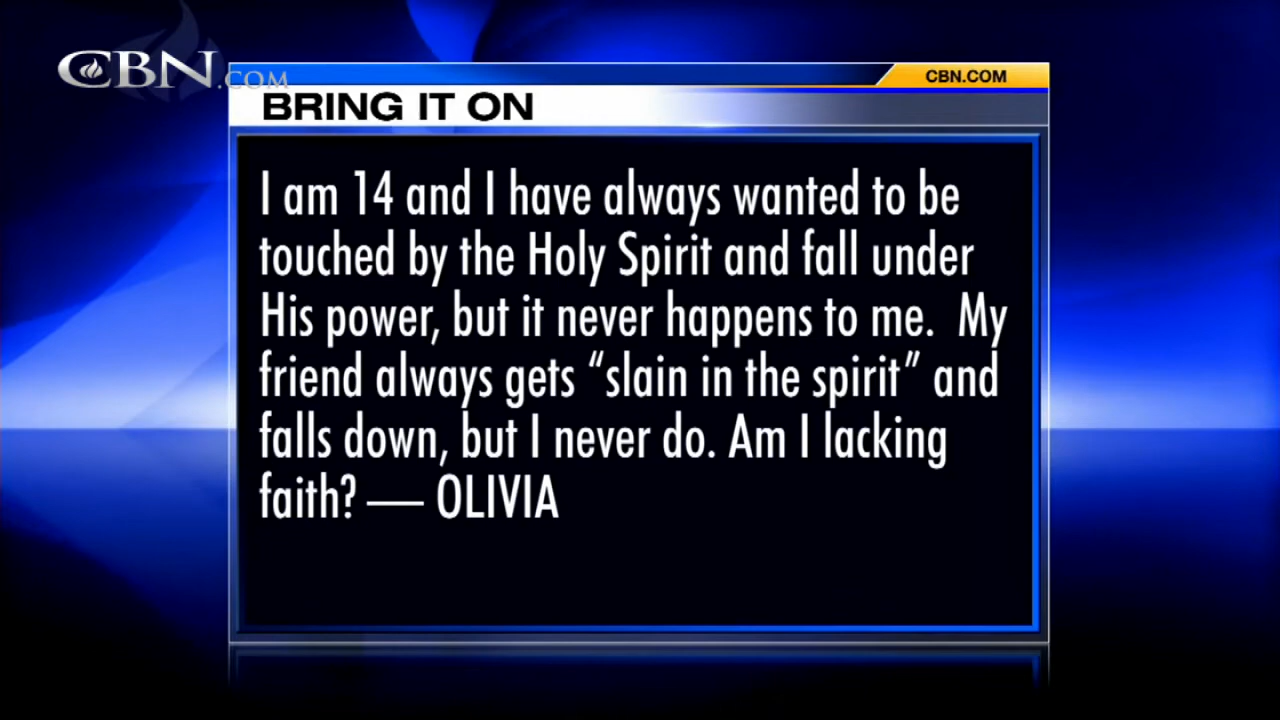 CBN.COM
CBN.COM
BRING IT ON
I am 14 and I have always wanted to be
touched by the Holy Spirit and fall under
His power, but it never happens to me.  My
friend always gets “slain in the spirit” and
falls down, but I never do. Am I lacking
faith? — OLIVIA